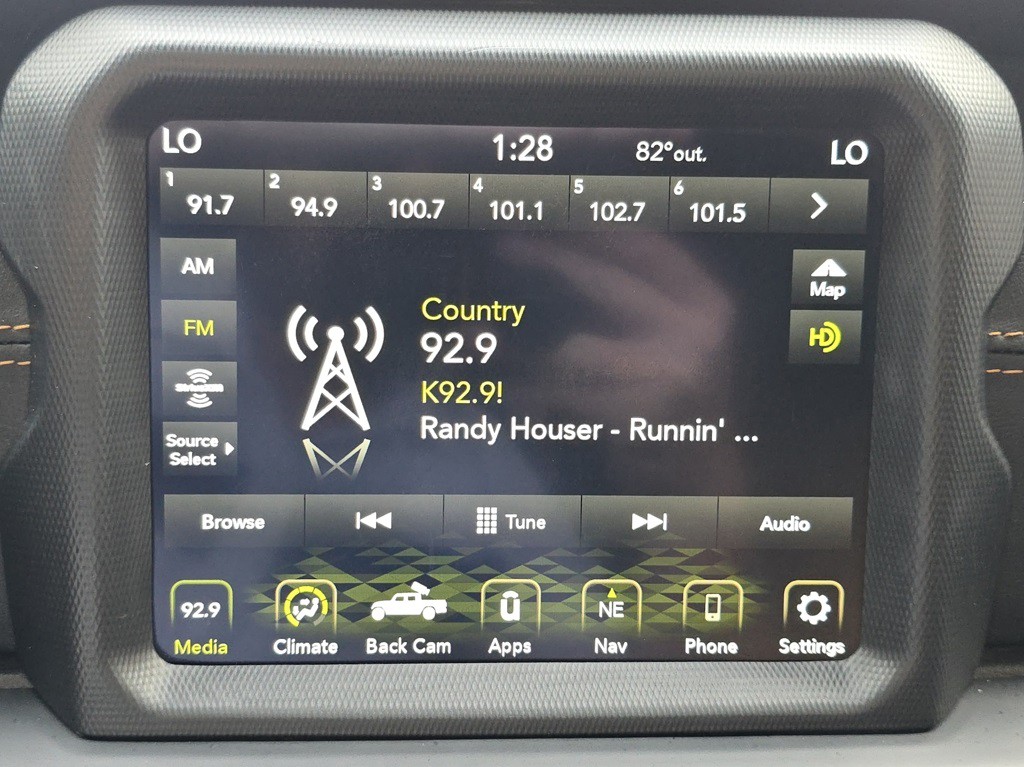 LO 1:28 82°out. LO
1 91.7 2 94.9 3 100.7 4 101.1 5 102.7 6 101.5
AM
FM
SiriusXM
Source
Select
Country
92.9
K92.9!
Randy Houser - Runnin' ...
Map
HD
Browse Tune Audio
92.9 NE
Media Climate Back Cam Apps Nav Phone Settings